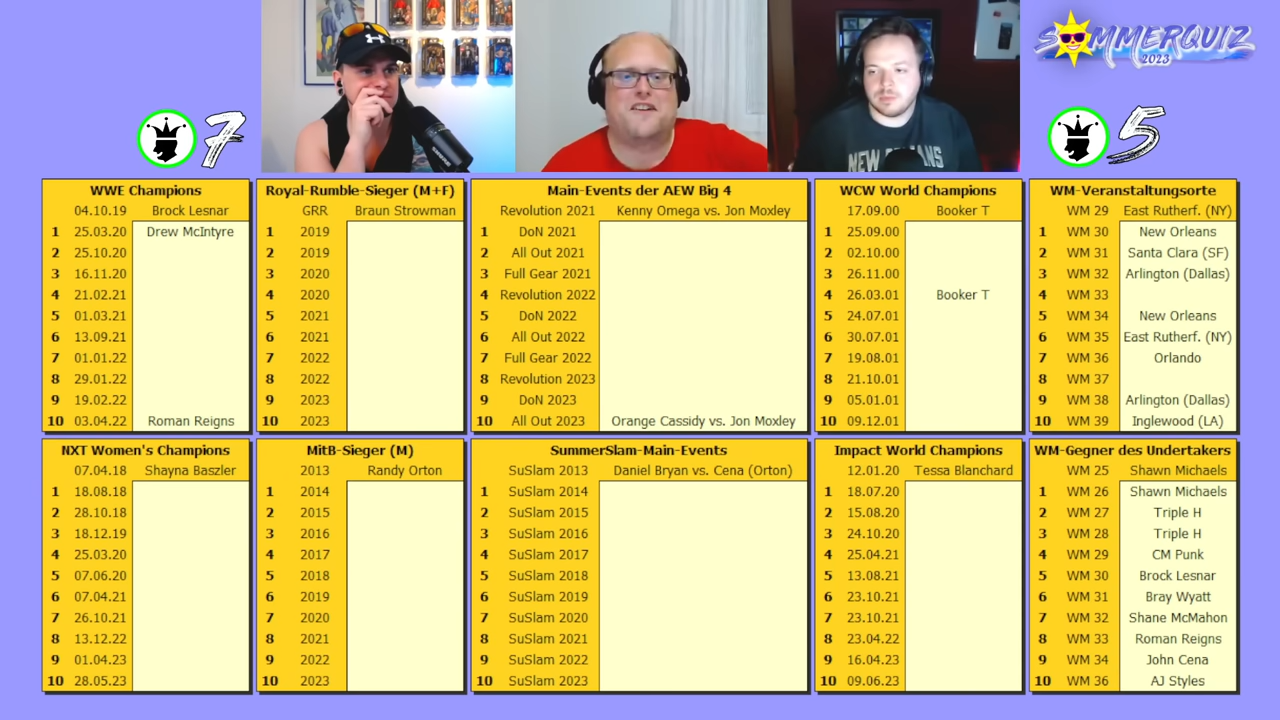 SOMMERQUIZ
2023
7
5
NEW ORLEANS
WWE Champions
04.10.19 Brock Lesnar
1 25.03.20 Drew McIntyre
2 25.10.20
3 16.11.20
4 21.02.21
5 01.03.21
6 13.09.21
7 01.01.22
8 29.01.22
9 19.02.22
10 03.04.22 Roman Reigns
Royal-Rumble-Sieger (M+F)
GRR Braun Strowman
1 2019
2 2019
3 2020
4 2020
5 2021
6 2021
7 2022
8 2022
9 2023
10 2023
Main-Events der AEW Big 4
Revolution 2021 Kenny Omega vs. Jon Moxley
1 DoN 2021
2 All Out 2021
3 Full Gear 2021
4 Revolution 2022
5 DoN 2022
6 All Out 2022
7 Full Gear 2022
8 Revolution 2023
9 DoN 2023
10 All Out 2023 Orange Cassidy vs. Jon Moxley
WCW World Champions
17.09.00 Booker T
1 25.09.00
2 02.10.00
3 26.11.00
4 26.03.01 Booker T
5 24.07.01
6 30.07.01
7 19.08.01
8 21.10.01
9 05.01.01
10 09.12.01
WM-Veranstaltungsorte
WM 29 East Rutherf. (NY)
1 WM 30 New Orleans
2 WM 31 Santa Clara (SF)
3 WM 32 Arlington (Dallas)
4 WM 33
5 WM 34 New Orleans
6 WM 35 East Rutherf. (NY)
7 WM 36 Orlando
8 WM 37
9 WM 38 Arlington (Dallas)
10 WM 39 Inglewood (LA)
NXT Women's Champions
07.04.18 Shayna Baszler
1 18.08.18
2 28.10.18
3 18.12.19
4 25.03.20
5 07.06.20
6 07.04.21
7 26.10.21
8 13.12.22
9 01.04.23
10 28.05.23
MitB-Sieger (M)
2013 Randy Orton
1 2014
2 2015
3 2016
4 2017
5 2018
6 2019
7 2020
8 2021
9 2022
10 2023
SummerSlam-Main-Events
SuSlam 2013 Daniel Bryan vs. Cena (Orton)
1 SuSlam 2014
2 SuSlam 2015
3 SuSlam 2016
4 SuSlam 2017
5 SuSlam 2018
6 SuSlam 2019
7 SuSlam 2020
8 SuSlam 2021
9 SuSlam 2022
10 SuSlam 2023
Impact World Champions
12.01.20 Tessa Blanchard
1 18.07.20
2 15.08.20
3 24.10.20
4 25.04.21
5 13.08.21
6 23.10.21
7 23.10.21
8 23.04.22
9 16.04.23
10 09.06.23
WM-Gegner des Undertakers
WM 25 Shawn Michaels
1 WM 26 Shawn Michaels
2 WM 27 Triple H
3 WM 28 Triple H
4 WM 29 CM Punk
5 WM 30 Brock Lesnar
6 WM 31 Bray Wyatt
7 WM 32 Shane McMahon
8 WM 33 Roman Reigns
9 WM 34 John Cena
10 WM 36 AJ Styles